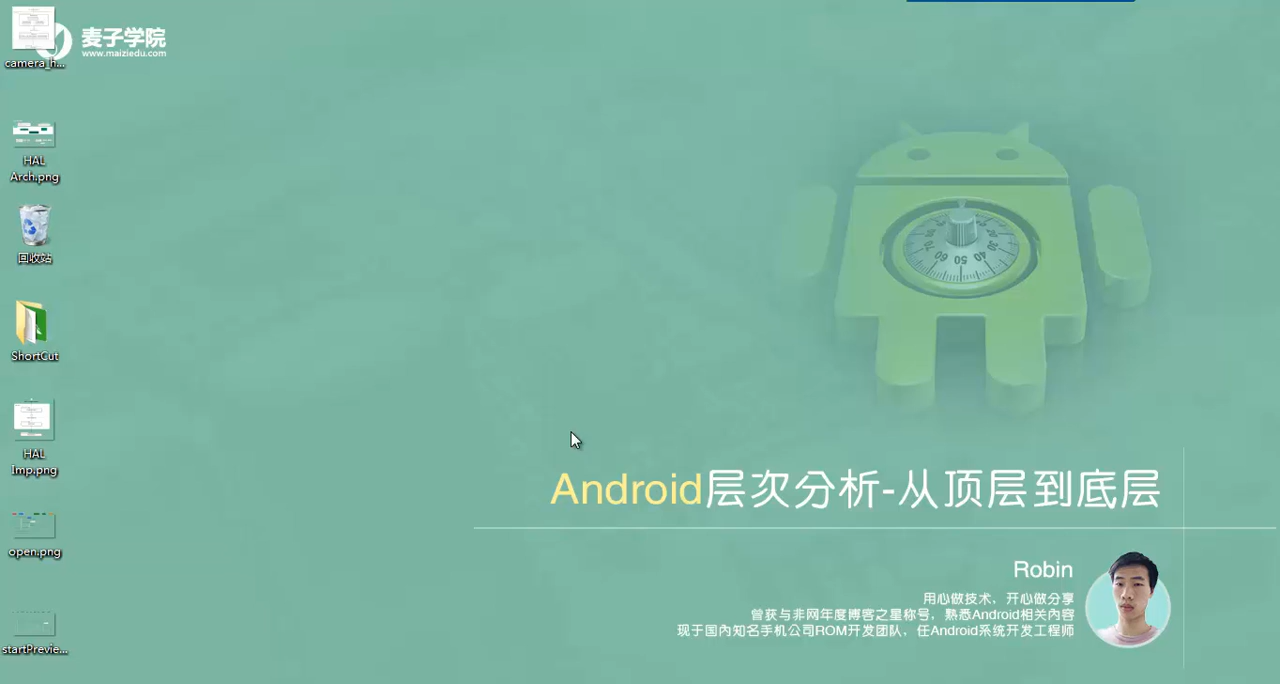 麦子学院
www.maiziedu.com
camera_h...
HAL
Arch.png
回收站
ShortCut
HAL
Imp.png
open.png
startPrevie...
70
60
50
40
30
Android层次分析-从顶层到底层
Robin
用心做技术,开心做分享
曾获与非网年度博客之星称号,熟悉Android相关内容
现于国内知名手机公司ROM开发团队,任Android系统开发工程师